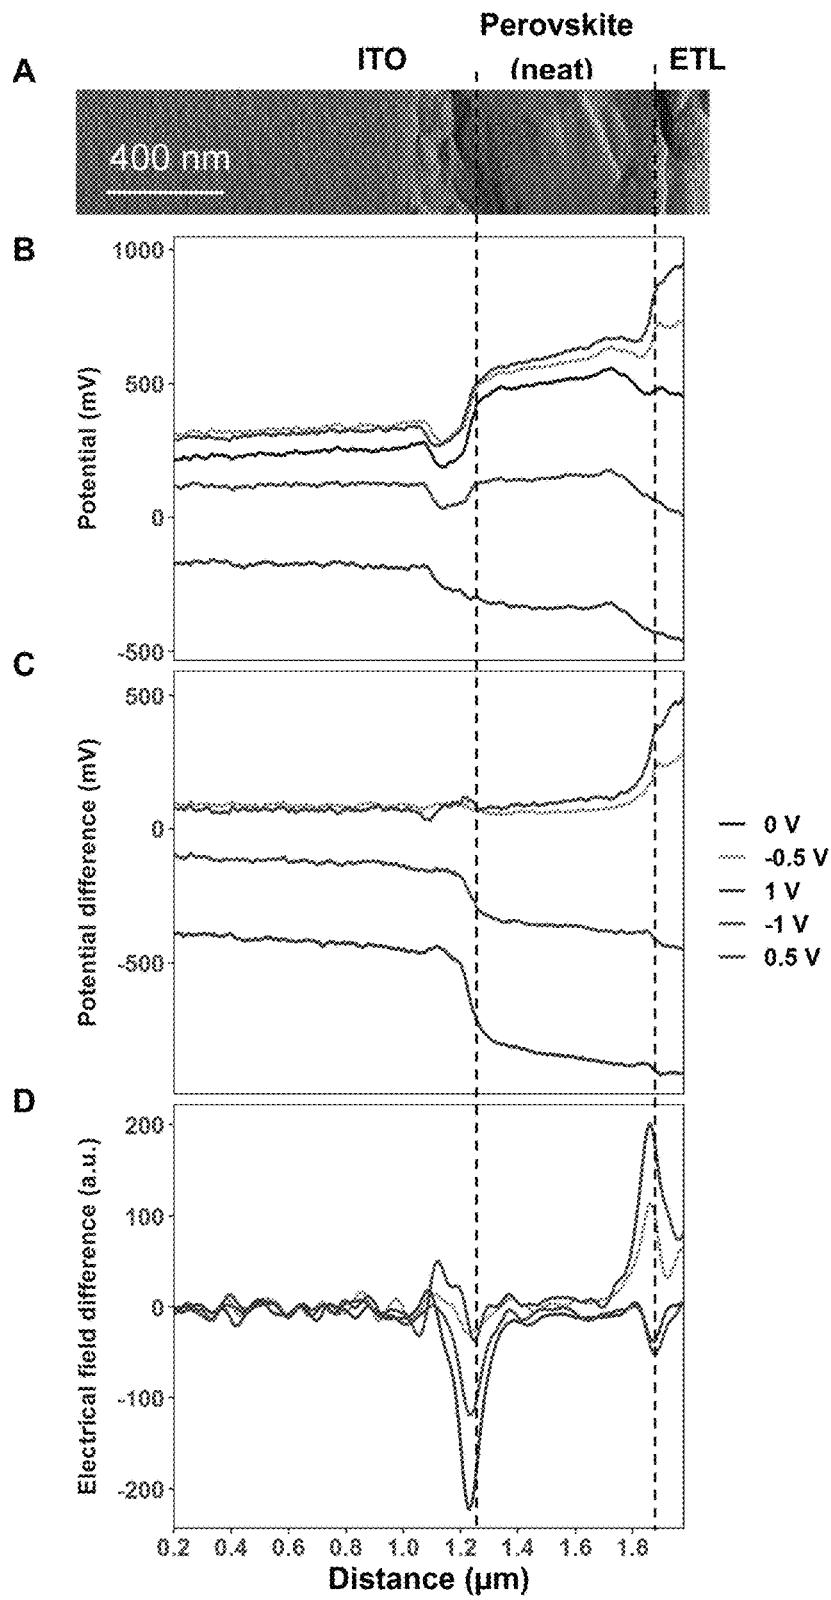 Perovskite
(neat)
ITO
ETL
A
400 nm
B
1000
500
0
-500
Potential (mV)
C
500
0
-500
Potential difference (mV)
0 V
-0.5 V
1 V
-1 V
0.5 V
D
200
100
0
-100
-200
Electrical field difference (a.u.)
0.2 0.4 0.6 0.8 1.0 1.2 1.4 1.6 1.8
Distance (µm)